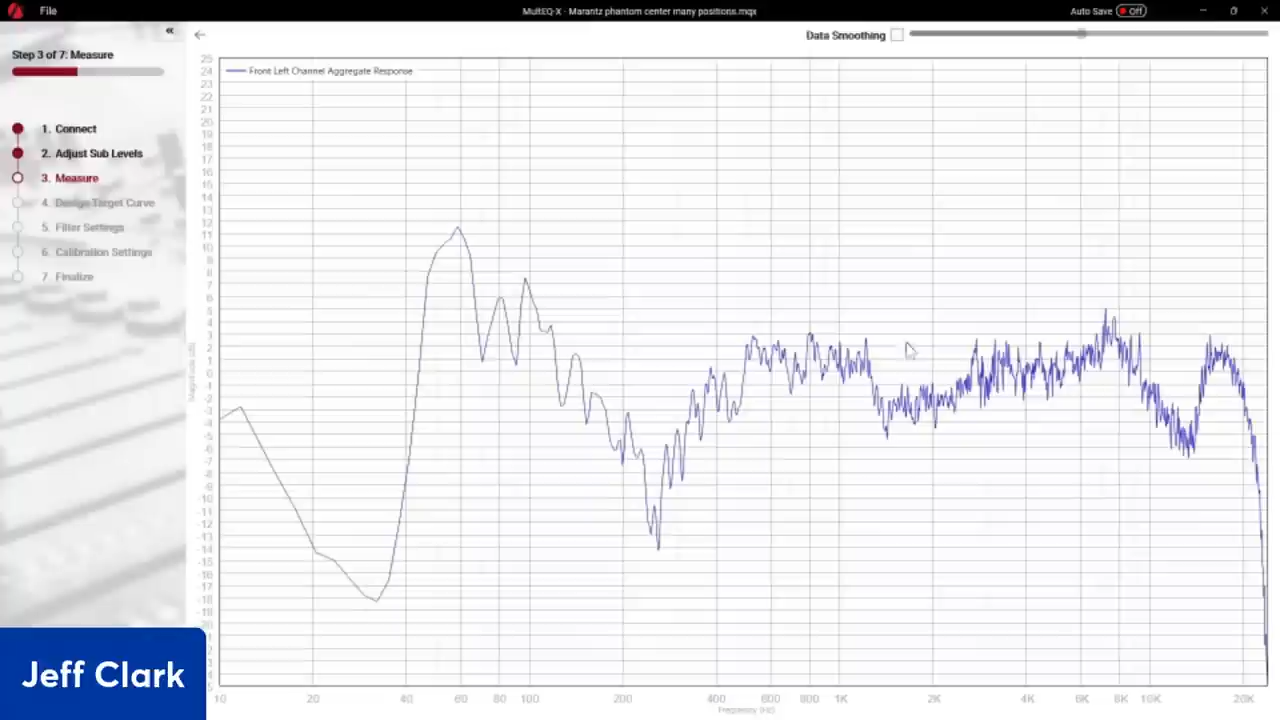 File
MultEQ-X - Marantz phantom center many positions.mqx
Auto Save Off
Step 3 of 7: Measure
Data Smoothing
1. Connect
2. Adjust Sub Levels
3. Measure
4. Design Target Curve
5. Filter Settings
6. Calibration Settings
7. Finalize
Front Left Channel Aggregate Response
25
24
23
22
21
20
19
18
17
16
15
14
13
12
11
10
9
8
7
6
5
4
3
2
1
0
-1
-2
-3
-4
-5
-6
-7
-8
-9
-10
-11
-12
-13
-14
-15
-16
-17
-18
-19
10 20 40 60 80 100 200 400 600 800 1K 2K 4K 6K 8K 10K 20K
Frequency (Hz)
Jeff Clark